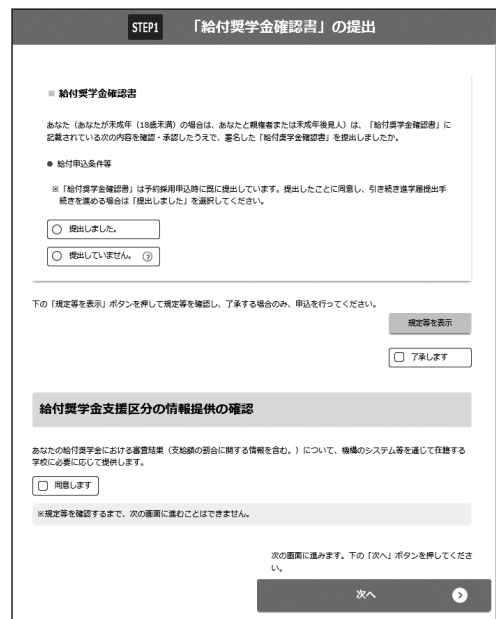 STEP1 「給付奨学金確認書」の提出
■ 給付奨学金確認書
あなた（あなたが未成年（18歳未満）の場合は、あなたと親権者または未成年後見人）は、「給付奨学金確認書」に
記載されている次の内容を確認・承認したうえで、署名した「給付奨学金確認書」を提出しましたか。
● 給付申込条件等
※「給付奨学金確認書」は予約採用申込時に既に提出しています。提出したことに同意し、引き続き進学届提出手
続きを進める場合は「提出しました」を選択してください。
提出しました。
提出していません。 ?
下の「規定等を表示」ボタンを押して規定等を確認し、了承する場合のみ、申込を行ってください。
規定等を表示
了承します
給付奨学金支援区分の情報提供の確認
あなたの給付奨学金における審査結果（支給額の割合に関する情報を含む。）について、機構のシステム等を通じて在籍する
学校に必要に応じて提供します。
同意します
※規定等を確認するまで、次の画面に進むことはできません。
次の画面に進みます。下の「次へ」ボタンを押してくださ
い。
次へ